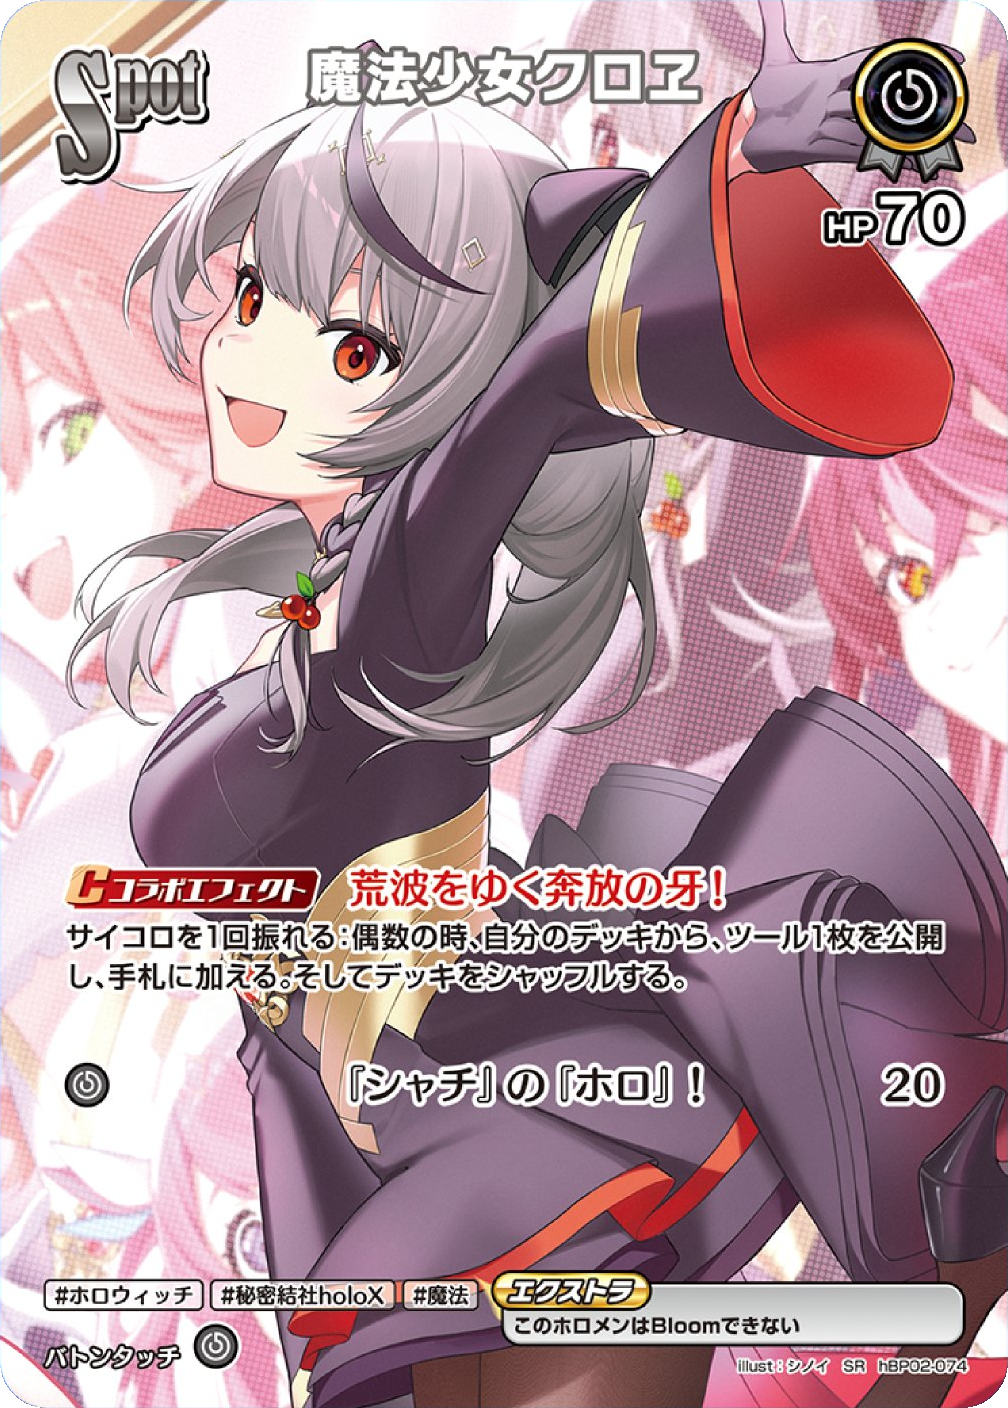 Spot
魔法少女クロヱ
HP70
Cコラボエフェクト 荒波をゆく奔放の牙！
サイコロを1回振れる：偶数の時、自分のデッキから、ツール1枚を公開
し、手札に加える。そしてデッキをシャッフルする。
『シャチ』の『ホロ』！ 20
#ホロウィッチ #秘密結社holoX #魔法
エクストラ
このホロメンはBloomできない
バトンタッチ
illust：シノイ SR hBP02-074